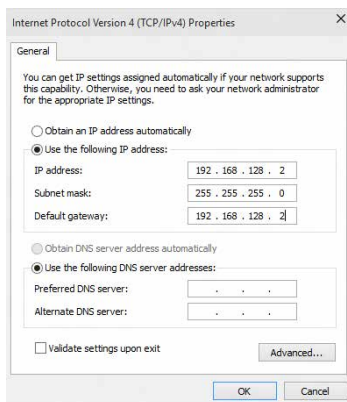 Internet Protocol Version 4 (TCP/IPv4) Properties
General
You can get IP settings assigned automatically if your network supports
this capability. Otherwise, you need to ask your network administrator
for the appropriate IP settings.
Obtain an IP address automatically
Use the following IP address:
IP address: 192 . 168 . 128 . 2
Subnet mask: 255 . 255 . 255 . 0
Default gateway: 192 . 168 . 128 . 2
Obtain DNS server address automatically
Use the following DNS server addresses:
Preferred DNS server: . . .
Alternate DNS server: . . .
Validate settings upon exit
Advanced...
OK Cancel